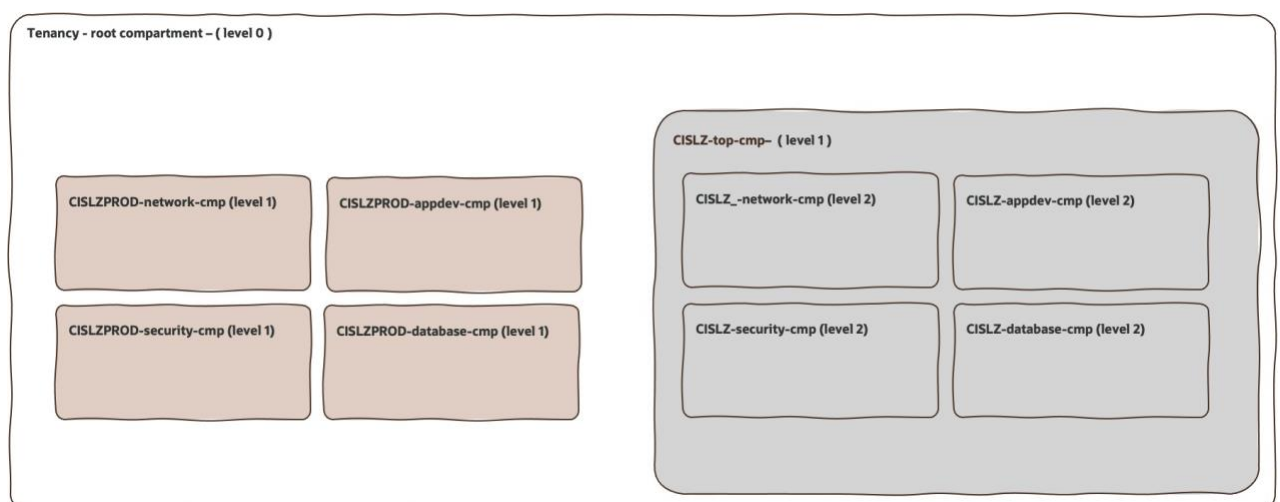 Tenancy - root compartment – ( level 0 )
CISLZ-top-cmp– ( level 1 )
CISLZPROD-network-cmp (level 1)
CISLZPROD-appdev-cmp (level 1)
CISLZ_-network-cmp (level 2)
CISLZ-appdev-cmp (level 2)
CISLZPROD-security-cmp (level 1)
CISLZPROD-database-cmp (level 1)
CISLZ-security-cmp (level 2)
CISLZ-database-cmp (level 2)